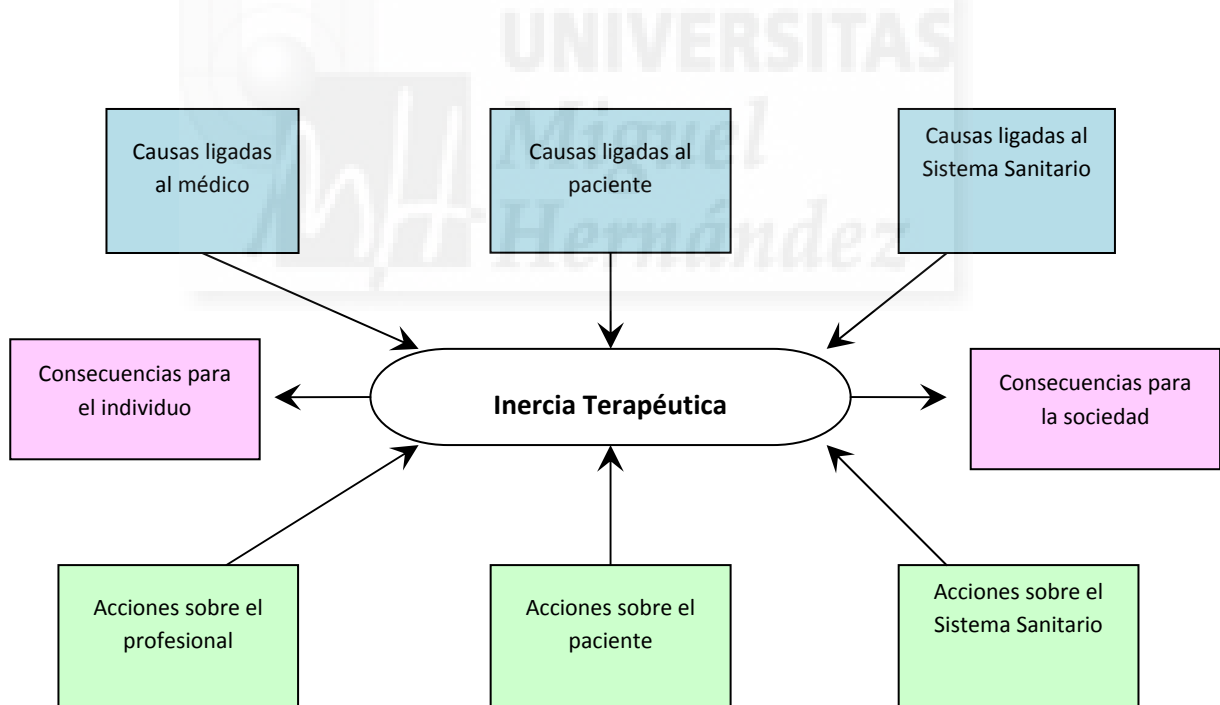 UNIVERSITAS
Miguel
Hernández
Causas ligadas
al médico
Causas ligadas al
paciente
Causas ligadas al
Sistema Sanitario
Consecuencias para
el individuo
Inercia Terapéutica
Consecuencias para
la sociedad
Acciones sobre el
profesional
Acciones sobre el
paciente
Acciones sobre el
Sistema Sanitario